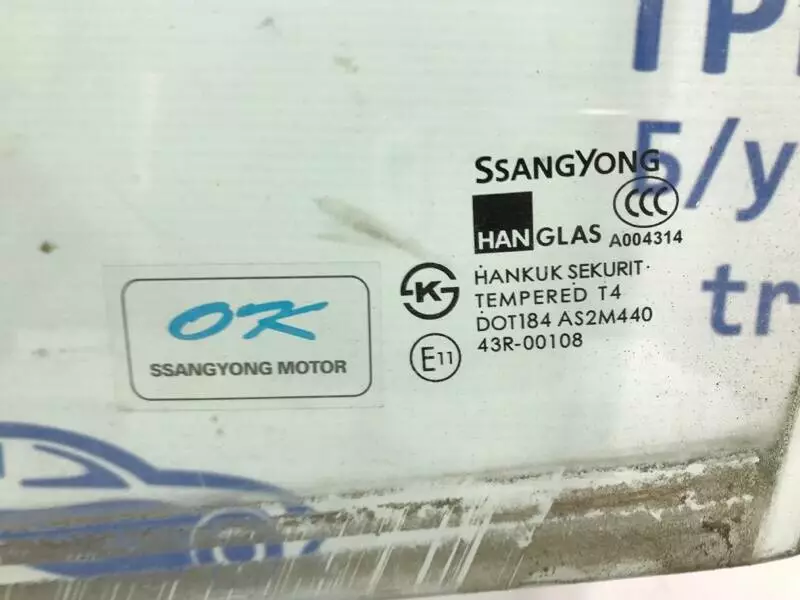 SSANGYONG
HANGLAS
CCC
A004314
K
HANKUK SEKURIT
TEMPERED T4
DOT184 AS2M440
E11
43R-00108
OK
SSANGYONG MOTOR
Б/у